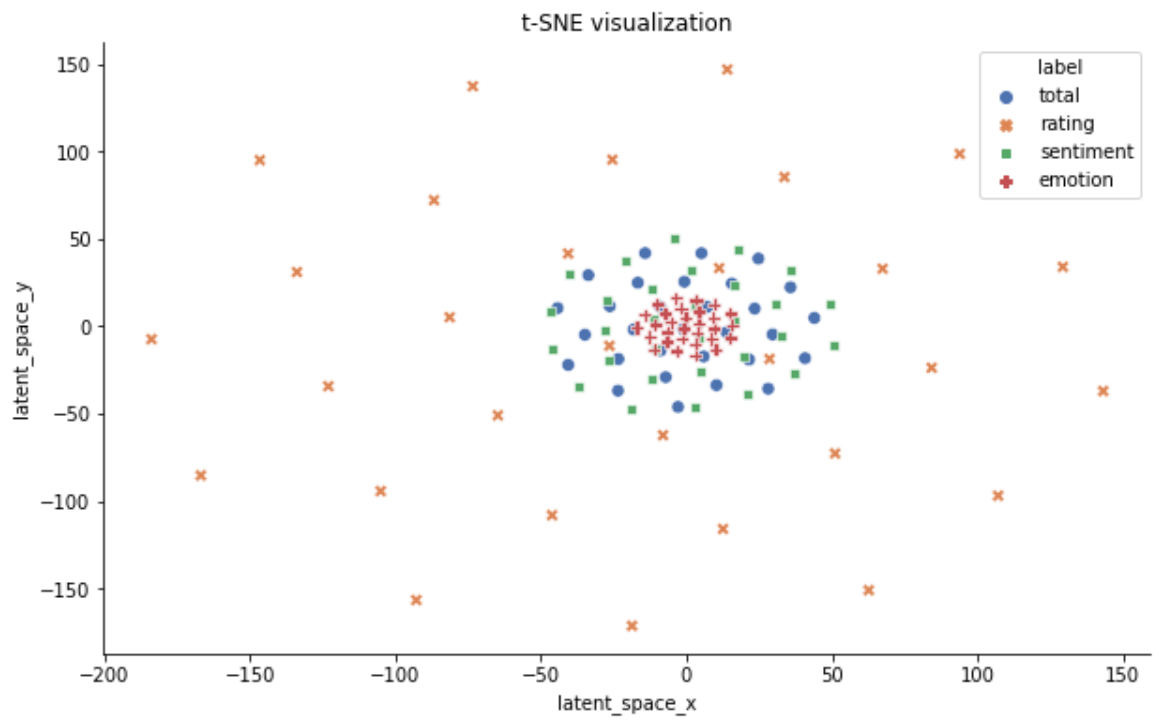 t-SNE visualization
label
total
rating
sentiment
emotion
150
100
50
0
−50
−100
−150
latent_space_y
−200
−150
−100
−50
0
50
100
150
latent_space_x